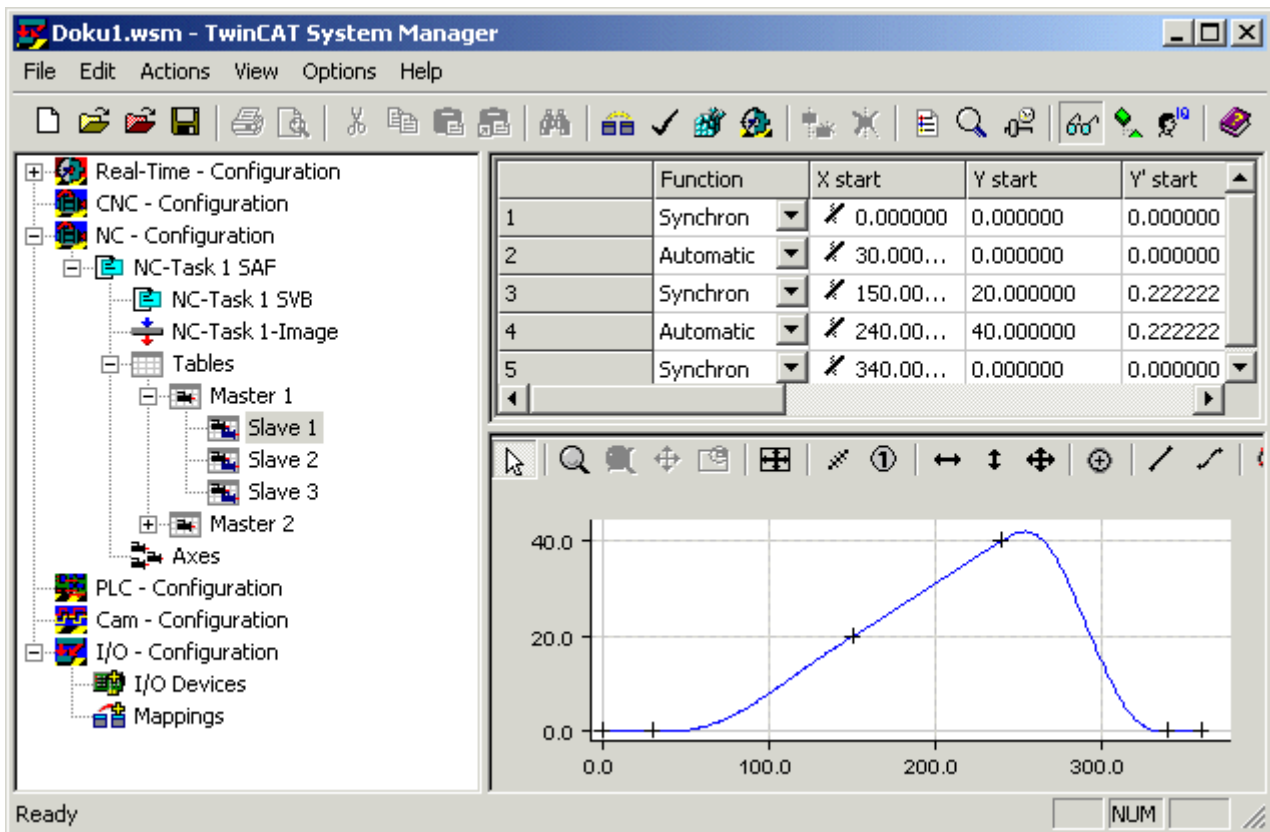 Doku1.wsm - TwinCAT System Manager
File Edit Actions View Options Help
IQ
Real-Time - Configuration
CNC - Configuration
NC - Configuration
NC-Task 1 SAF
NC-Task 1 SVB
NC-Task 1-Image
Tables
Master 1
Slave 1
Slave 2
Slave 3
Master 2
Axes
PLC - Configuration
Cam - Configuration
I/O - Configuration
I/O Devices
Mappings
Function X start Y start Y' start
1 Synchron 0.000000 0.000000 0.000000
2 Automatic 30.000... 0.000000 0.000000
3 Synchron 150.00... 20.000000 0.222222
4 Automatic 240.00... 40.000000 0.222222
5 Synchron 340.00... 0.000000 0.000000
1
40.0
20.0
0.0
0.0 100.0 200.0 300.0
Ready NUM